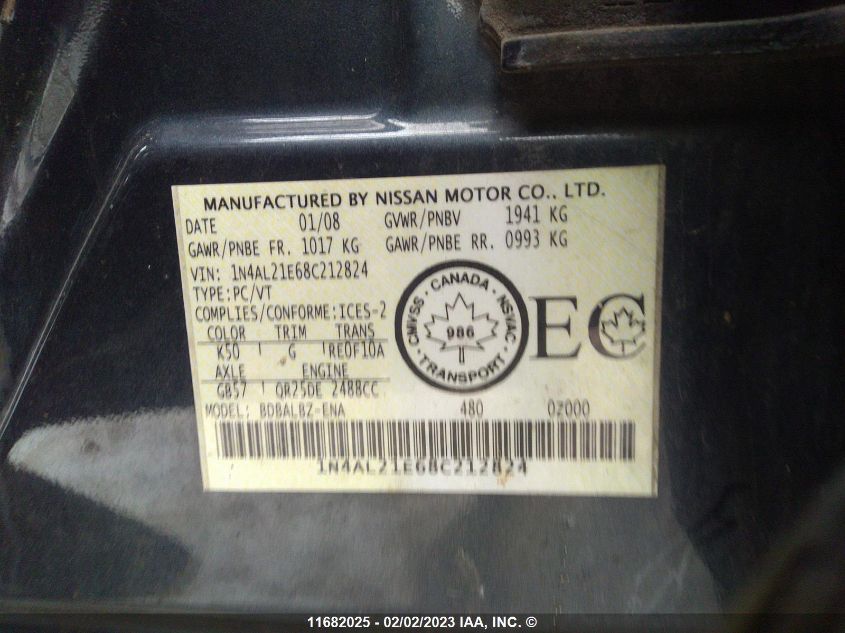 MANUFACTURED BY NISSAN MOTOR CO., LTD.
DATE 01/08 GVWR/PNBV 1941 KG
GAWR/PNBE FR. 1017 KG GAWR/PNBE RR. 0993 KG
VIN: 1N4AL21E68C212824
TYPE:PC/VT
COMPLIES/CONFORME:ICES-2
COLOR TRIM TRANS
K50 G RE0F10A
AXLE ENGINE
GB57 QR25DE 2488CC
MODEL: BDBALBZ-ENA 480 0Z000
CANADA
CMVSS 986 NSVAC
TRANSPORT
EC
1N4AL21E68C212824
11682025 - 02/02/2023 IAA, INC. ©